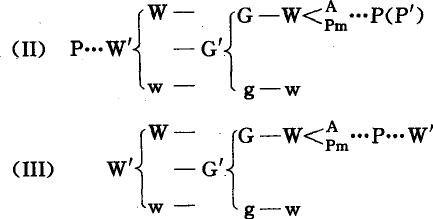 W — G — W < A Pm ··· P(P′)
(II) P ··· W′ { — G′ {
w — g — w
W — G — W < A Pm ··· P ··· W′
(III) W′ { — G′ {
w — g — w